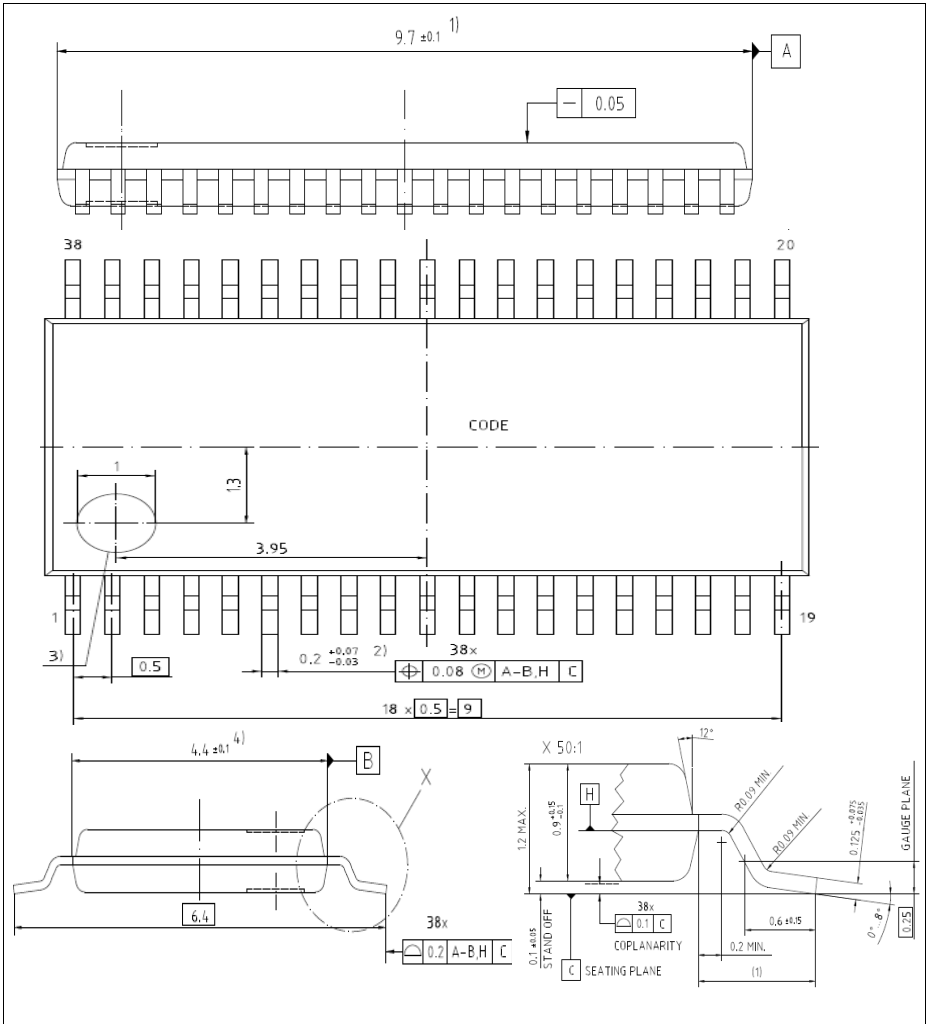 9.7 ±0.1 1)
A
— 0.05
38
20
CODE
1
1.3
3.95
1
19
3)
0.5
0.2 +0.07 -0.03 2)
38x
⌖ 0.08 Ⓜ A-B,H C
18 x 0.5 = 9
4.4 ±0.1 4)
B
X
6.4
38x
⌓ 0.2 A-B,H C
X 50:1
12°
H
1.2 MAX.
0.9 +0.15 -0.1
R0.09 MIN.
R0.09 MIN.
0.125 +0.075 -0.035
GAUGE PLANE
0.1 ±0.05
STAND OFF
38x
⌓ 0.1 C
COPLANARITY
C SEATING PLANE
0.6 ±0.15
0.2 MIN.
(1)
0°...8°
0.25